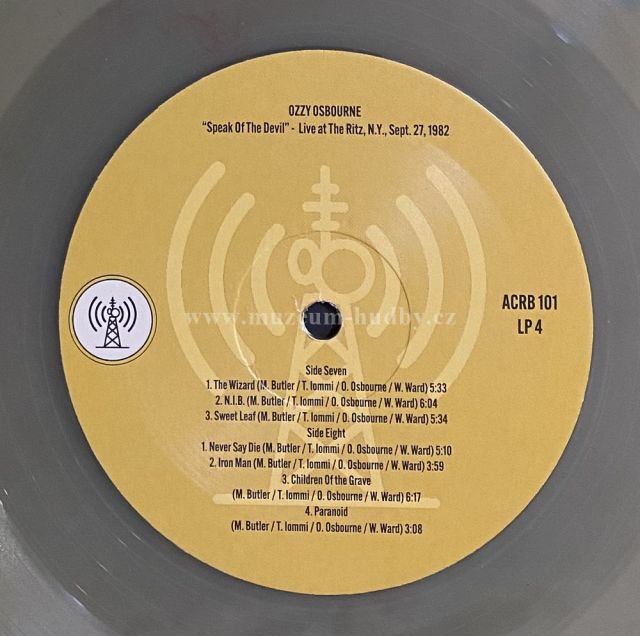 OZZY OSBOURNE
"Speak Of The Devil" - Live at The Ritz, N.Y., Sept. 27, 1982
ACRB 101
LP 4
www.muzeum-hudby.cz
Side Seven
1. The Wizard (M. Butler / T. Iommi / O. Osbourne / W. Ward) 5:33
2. N.I.B. (M. Butler / T. Iommi / O. Osbourne / W. Ward) 6:04
3. Sweet Leaf (M. Butler / T. Iommi / O. Osbourne / W. Ward) 5:34
Side Eight
1. Never Say Die (M. Butler / T. Iommi / O. Osbourne / W. Ward) 5:10
2. Iron Man (M. Butler / T. Iommi / O. Osbourne / W. Ward) 3:59
3. Children Of the Grave
(M. Butler / T. Iommi / O. Osbourne / W. Ward) 6:17
4. Paranoid
(M. Butler / T. Iommi / O. Osbourne / W. Ward) 3:08